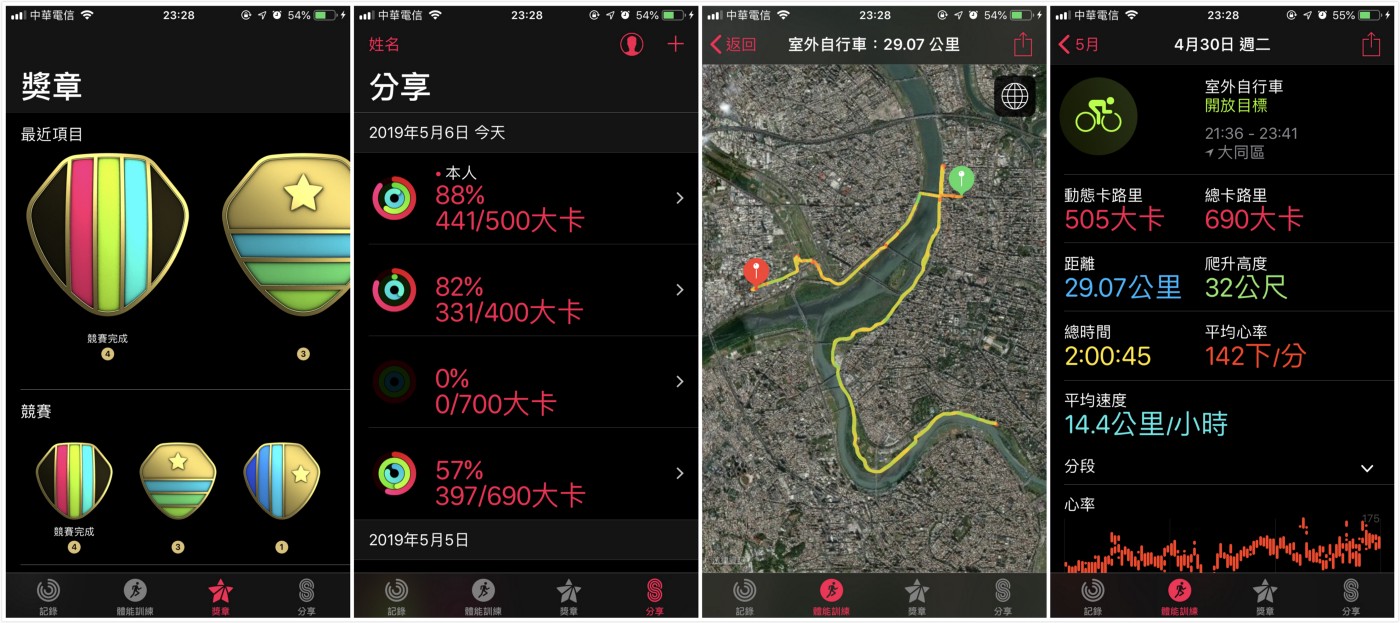 中華電信 23:28 54%
獎章
最近項目
競賽完成
4
3
競賽
競賽完成
4
3
1
記錄
體能訓練
獎章
分享
中華電信 23:28 54%
姓名
分享
2019年5月6日 今天
本人
88%
441/500大卡
82%
331/400大卡
0%
0/700大卡
57%
397/690大卡
2019年5月5日
記錄
體能訓練
獎章
分享
中華電信 23:28 54%
返回 室外自行車：29.07 公里
記錄
體能訓練
獎章
分享
中華電信 23:28 55%
5月 4月30日 週二
室外自行車
開放目標
21:36 - 23:41
大同區
動態卡路里 總卡路里
505大卡 690大卡
距離 爬升高度
29.07公里 32公尺
總時間 平均心率
2:00:45 142下/分
平均速度
14.4公里/小時
分段
心率
175
記錄
體能訓練
獎章
分享